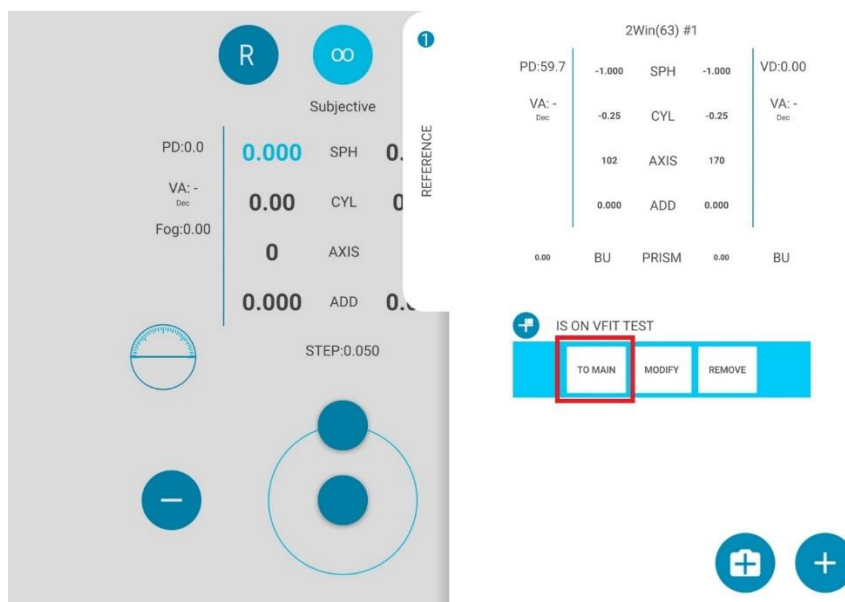 R
∞
Subjective
PD:0.0
0.000 SPH 0.
VA: -
Dec
0.00 CYL 0
Fog:0.00
0 AXIS
0.000 ADD
STEP:0.050
1
REFERENCE
2Win(63) #1
PD:59.7 -1.000 SPH -1.000 VD:0.00
VA: - -0.25 CYL -0.25 VA: -
Dec Dec
102 AXIS 170
0.000 ADD 0.000
0.00 BU PRISM 0.00 BU
IS ON VFIT TEST
TO MAIN MODIFY REMOVE